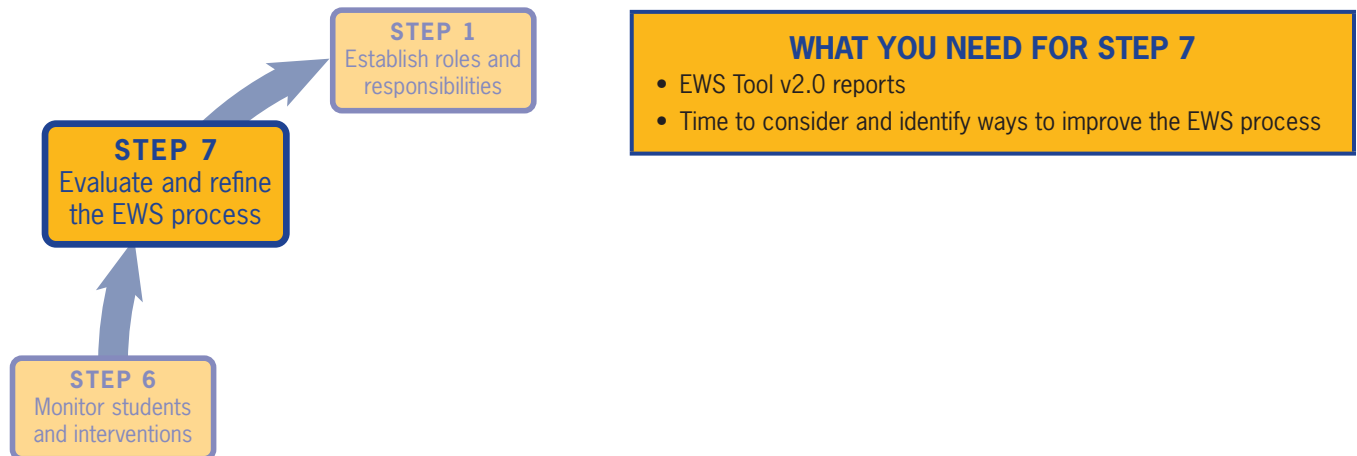 STEP 1
Establish roles and
responsibilities
WHAT YOU NEED FOR STEP 7
• EWS Tool v2.0 reports
• Time to consider and identify ways to improve the EWS process
STEP 7
Evaluate and refine
the EWS process
STEP 6
Monitor students
and interventions